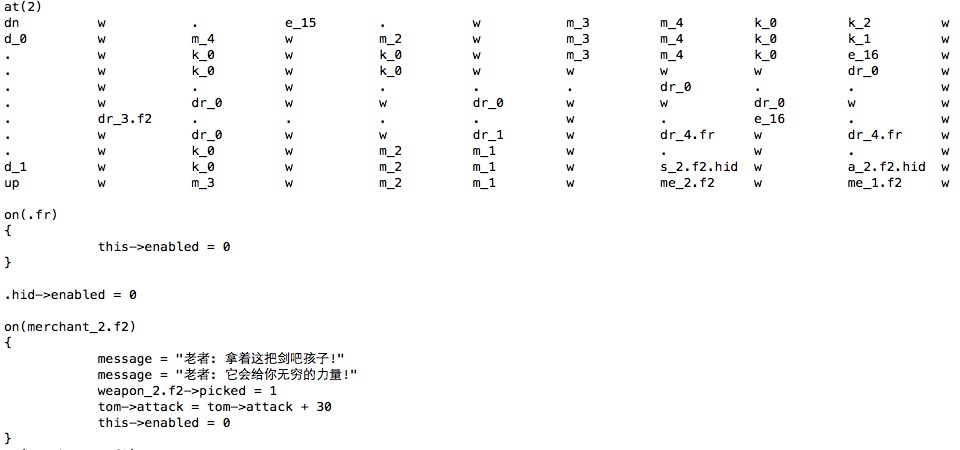 at(2)
dn w . e_15 . w m_3 m_4 k_0 k_2 w
d_0 w m_4 w m_2 w m_3 m_4 k_0 k_1 w
. w k_0 w k_0 w m_3 m_4 k_0 e_16 w
. w k_0 w k_0 w w w w dr_0 w
. w . w . . . dr_0 . . w
. w dr_0 w w dr_0 w w dr_0 w w
. dr_3.f2 . . . . w . e_16 . w
. w dr_0 w w dr_1 w dr_4.fr w dr_4.fr w
. w k_0 w m_2 m_1 w . w . w
d_1 w k_0 w m_2 m_1 w s_2.f2.hid w a_2.f2.hid w
up w m_3 w m_2 m_1 w me_2.f2 w me_1.f2 w
on(.fr)
{
this->enabled = 0
}
.hid->enabled = 0
on(merchant_2.f2)
{
message = "老者: 拿着这把剑吧孩子!"
message = "老者: 它会给你无穷的力量!"
weapon_2.f2->picked = 1
tom->attack = tom->attack + 30
this->enabled = 0
}